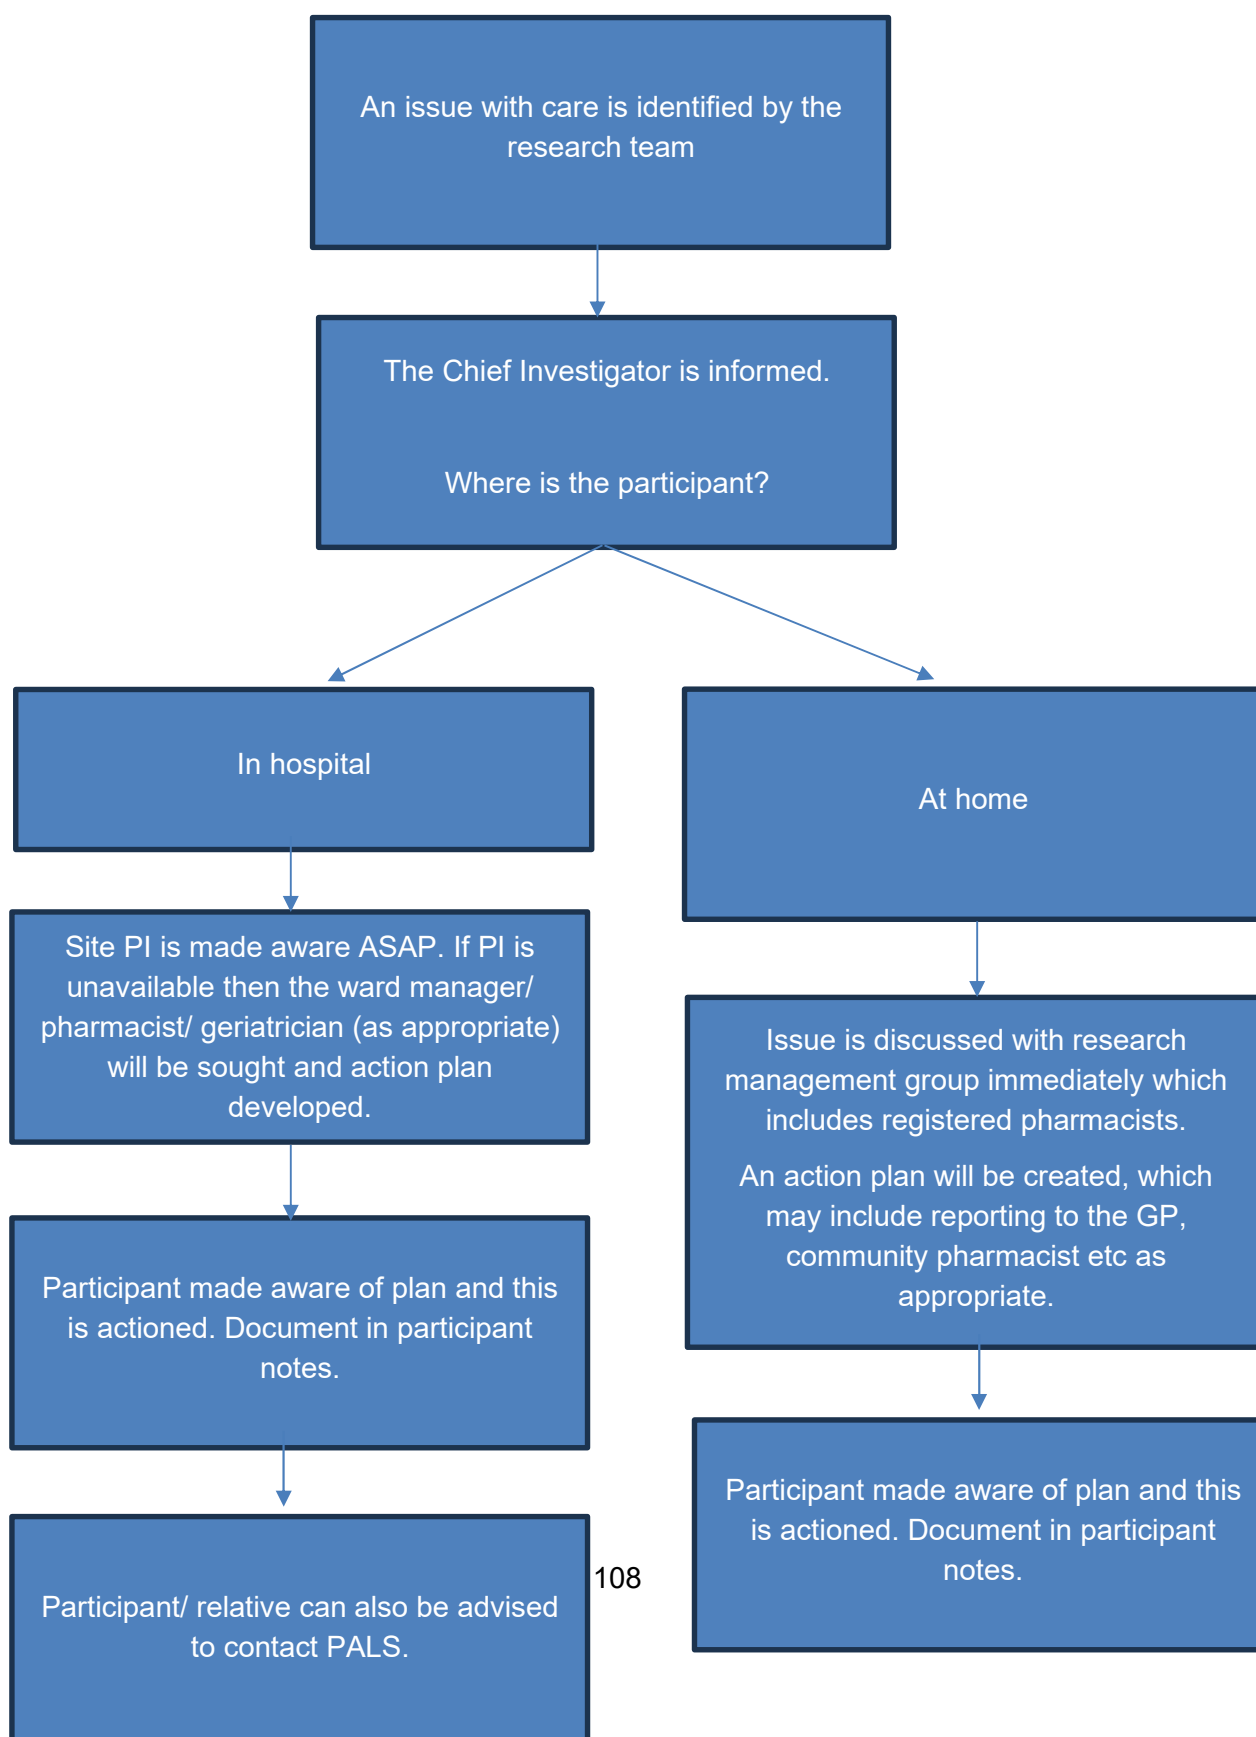 An issue with care is identified by the
research team
The Chief Investigator is informed.
Where is the participant?
In hospital
At home
Site PI is made aware ASAP. If PI is
unavailable then the ward manager/
pharmacist/ geriatrician (as appropriate)
will be sought and action plan
developed.
Issue is discussed with research
management group immediately which
includes registered pharmacists.
An action plan will be created, which
may include reporting to the GP,
community pharmacist etc as
appropriate.
Participant made aware of plan and this
is actioned. Document in participant
notes.
Participant made aware of plan and this
is actioned. Document in participant
notes.
Participant/ relative can also be advised
to contact PALS.
108